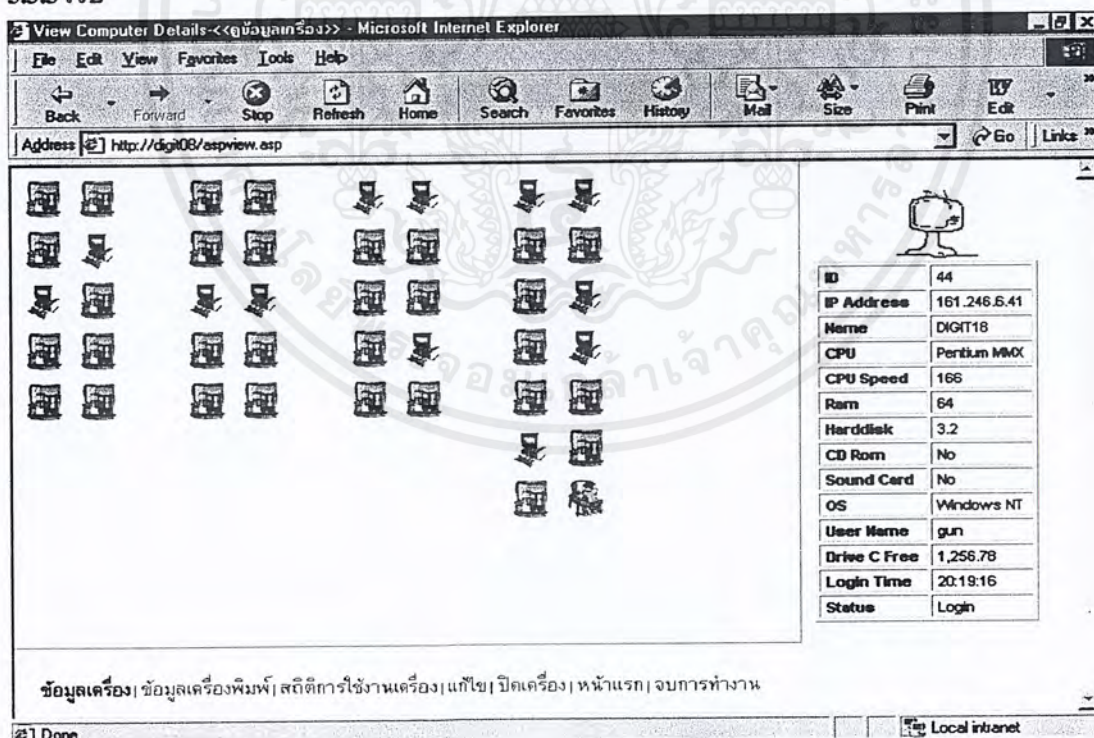 View Computer Details-<<ดูข้อมูลเครื่อง>> - Microsoft Internet Explorer
File Edit View Favorites Tools Help
Back Forward Stop Refresh Home Search Favorites History Mail Size Print Edit
Address http://digit08/aspview.asp Go Links
ID 44
IP Address 161.246.6.41
Name DIGIT18
CPU Pentium MMX
CPU Speed 166
Ram 64
Harddisk 3.2
CD Rom No
Sound Card No
OS Windows NT
User Name gun
Drive C Free 1,256.78
Login Time 20:19:16
Status Login
ข้อมูลเครื่อง | ข้อมูลเครื่องพิมพ์ | สถิติการใช้งานเครื่อง | แก้ไข | ปิดเครื่อง | หน้าแรก | จบการทำงาน
Done Local intranet